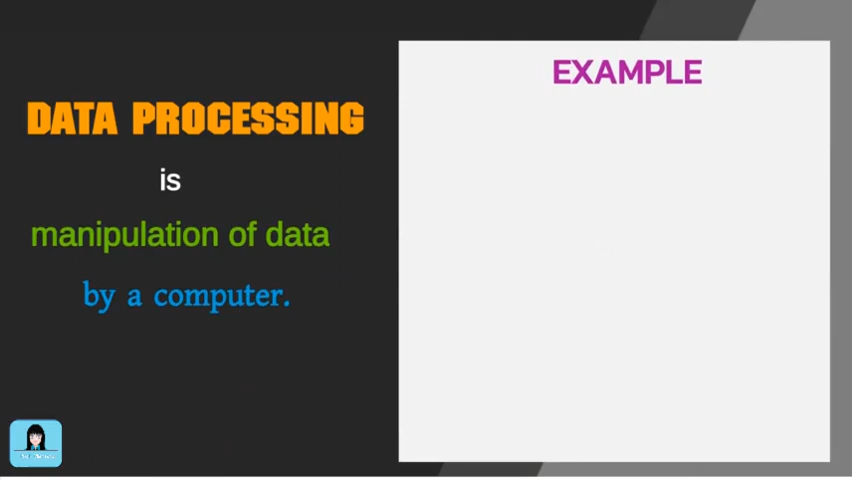 DATA PROCESSING
is
manipulation of data
by a computer.
EXAMPLE